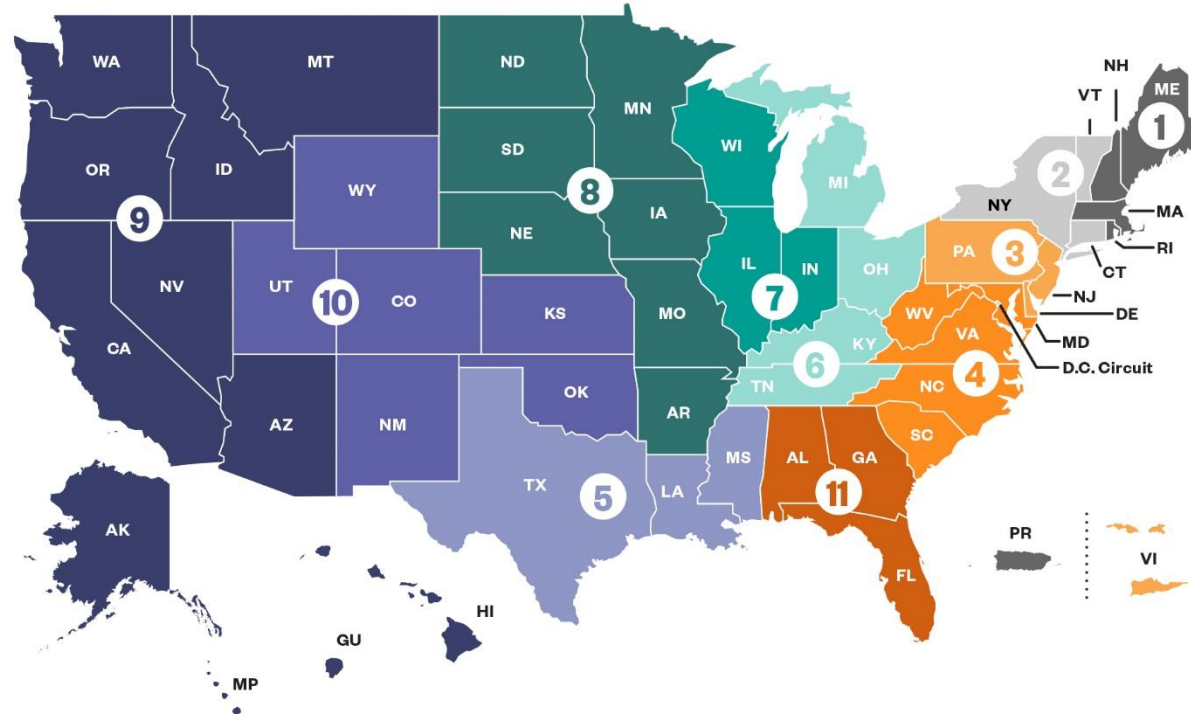 WA
MT
ND
MN
NH
ME
VT
1
OR
ID
SD
WI
MI
2
WY
8
9
NE
IA
NY
MA
RI
PA
3
CT
NV
UT
10
CO
IL
IN
7
OH
NJ
DE
KS
MO
WV
VA
MD
D.C. Circuit
CA
KY
6
4
TN
NC
AZ
NM
OK
AR
SC
MS
AL
GA
TX
5
LA
11
AK
PR
VI
FL
HI
GU
MP